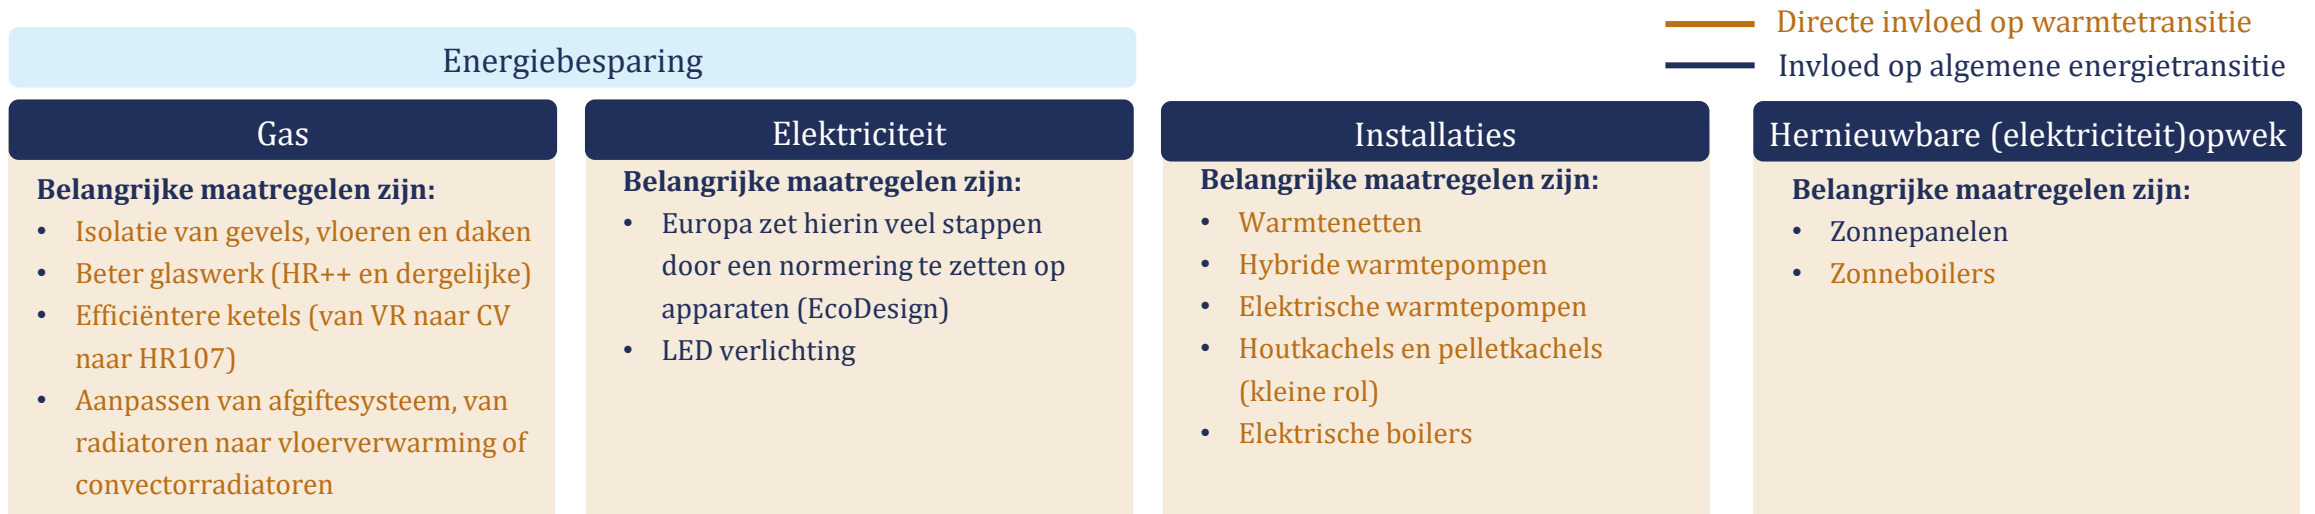 Directe invloed op warmtetransitie
Invloed op algemene energietransitie
Energiebesparing
Gas
Belangrijke maatregelen zijn:
• Isolatie van gevels, vloeren en daken
• Beter glaswerk (HR++ en dergelijke)
• Efficiëntere ketels (van VR naar CV
naar HR107)
• Aanpassen van afgiftesysteem, van
radiatoren naar vloerverwarming of
convectorradiatoren
Elektriciteit
Belangrijke maatregelen zijn:
• Europa zet hierin veel stappen
door een normering te zetten op
apparaten (EcoDesign)
• LED verlichting
Installaties
Belangrijke maatregelen zijn:
• Warmtenetten
• Hybride warmtepompen
• Elektrische warmtepompen
• Houtkachels en pelletkachels
(kleine rol)
• Elektrische boilers
Hernieuwbare (elektriciteit)opwek
Belangrijke maatregelen zijn:
• Zonnepanelen
• Zonneboilers